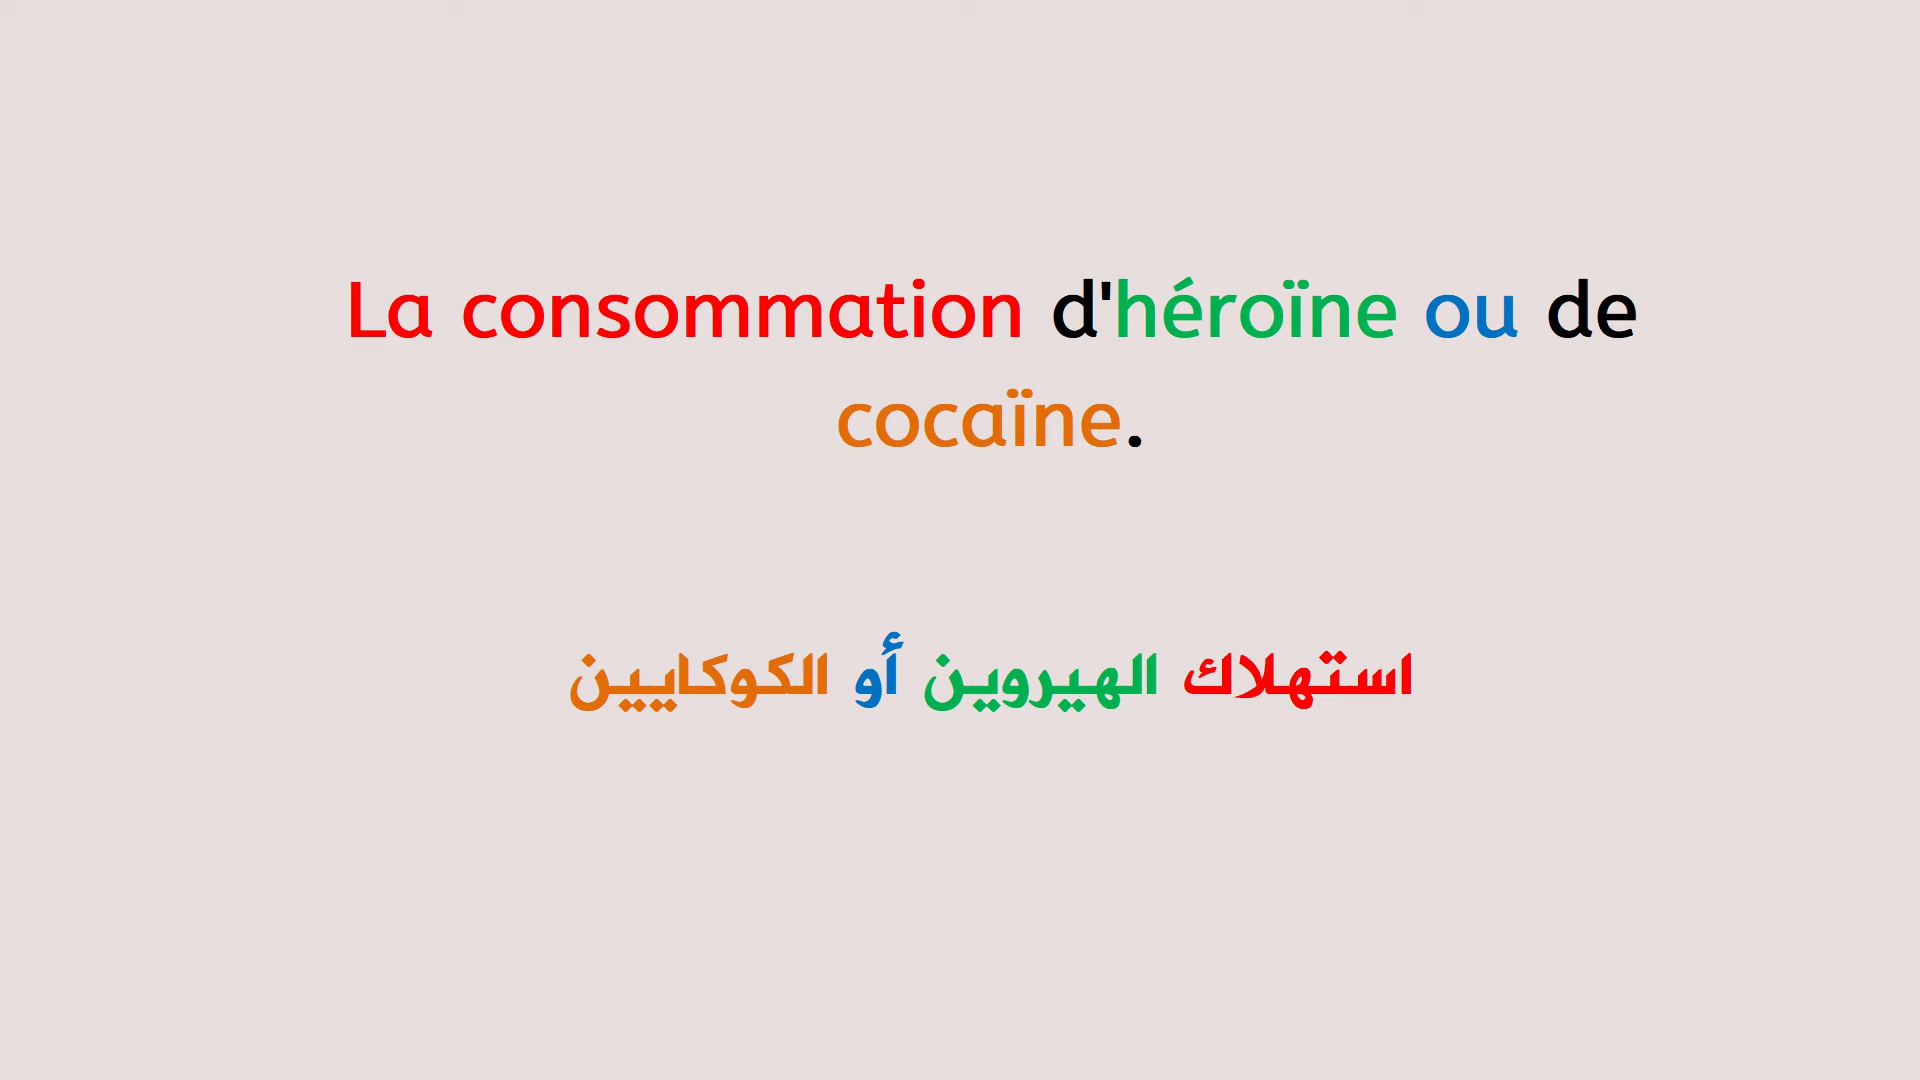 La consommation d'héroïne ou de
cocaïne.
استهلاك الهيروين أو الكوكايين